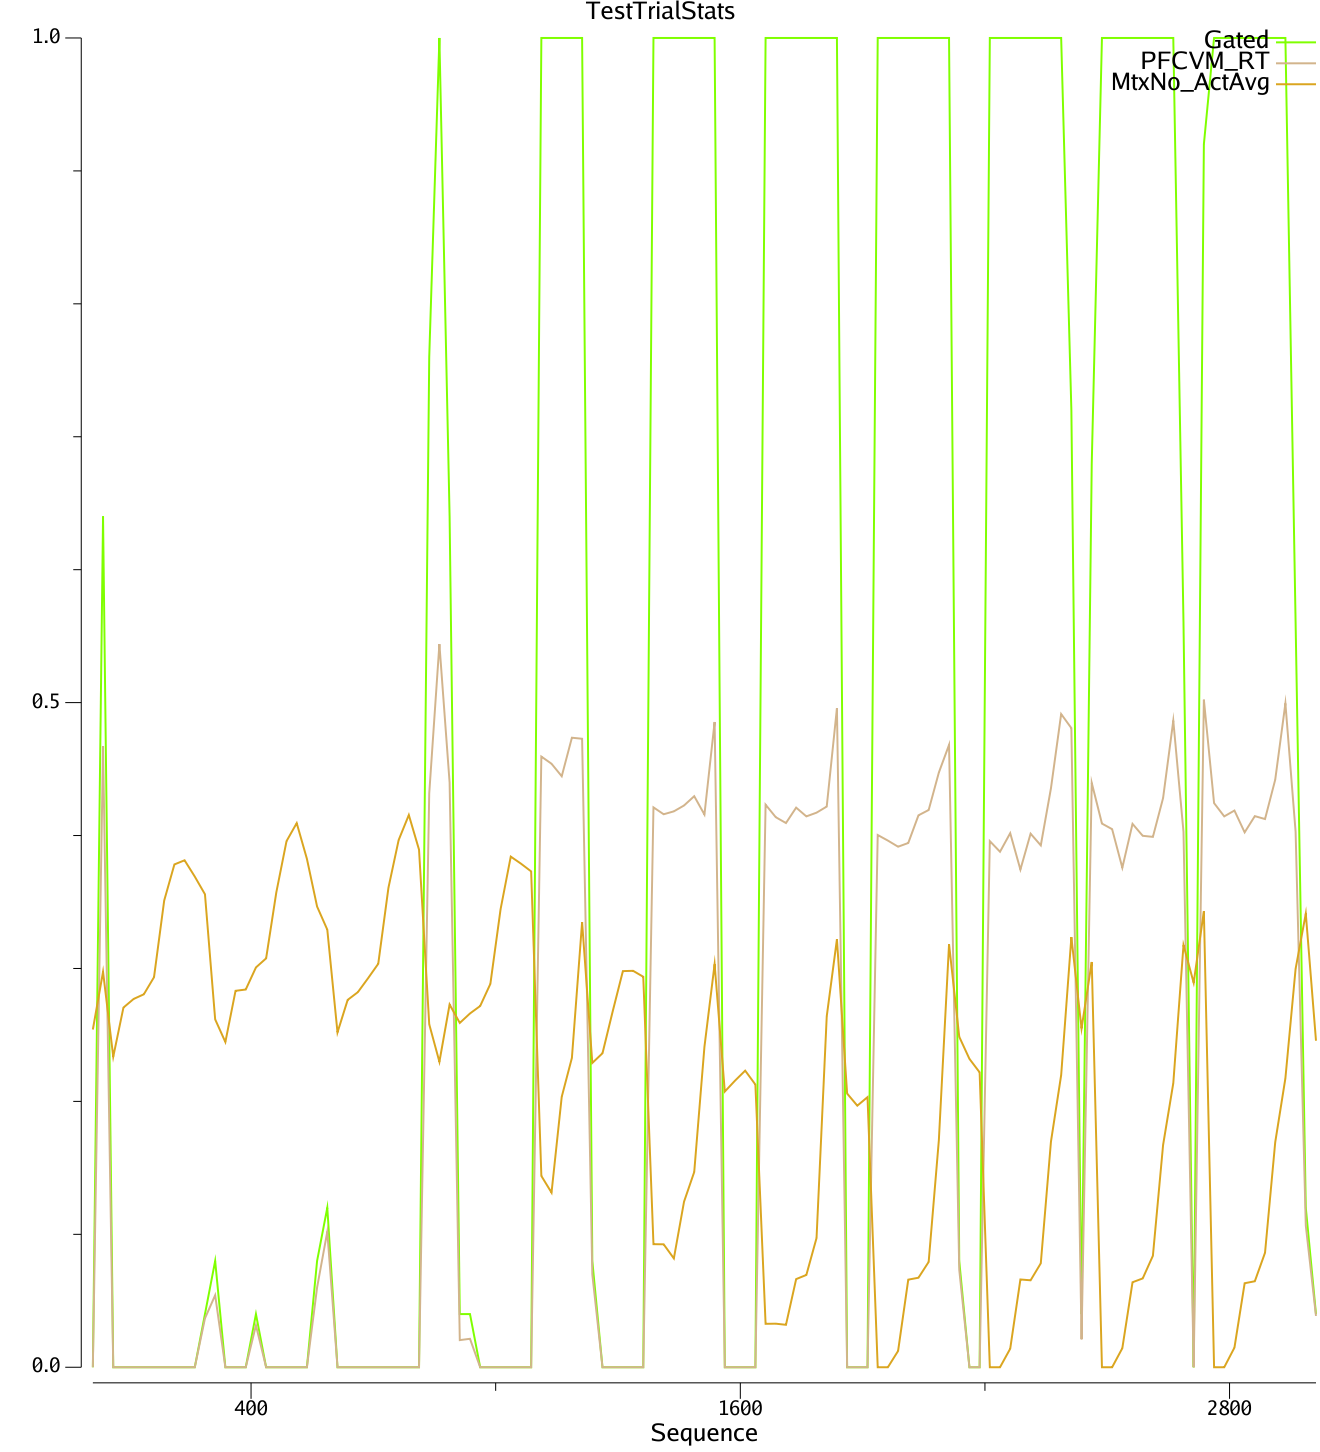 TestTrialStats
1.0
Gated
PFCVM_RT
MtxNo_ActAvg
0.5
0.0
400 1600 2800
Sequence